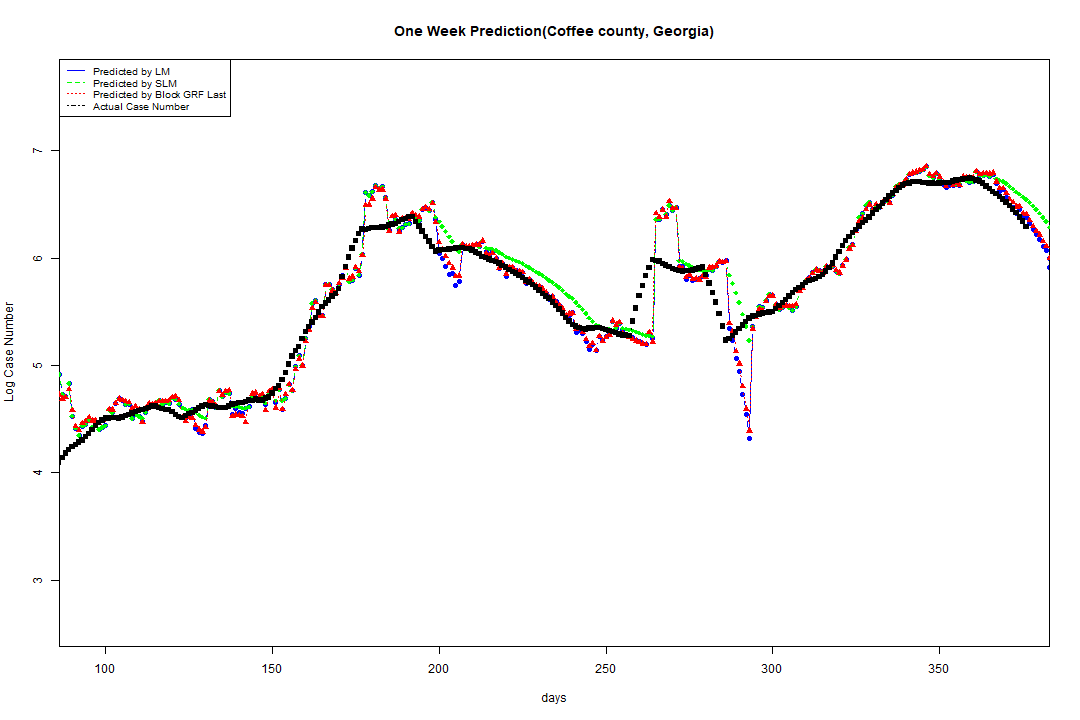 One Week Prediction(Coffee county, Georgia)
Predicted by LM
Predicted by SLM
Predicted by Block GRF Last
Actual Case Number
7
6
5
4
3
Log Case Number
100 150 200 250 300 350
days